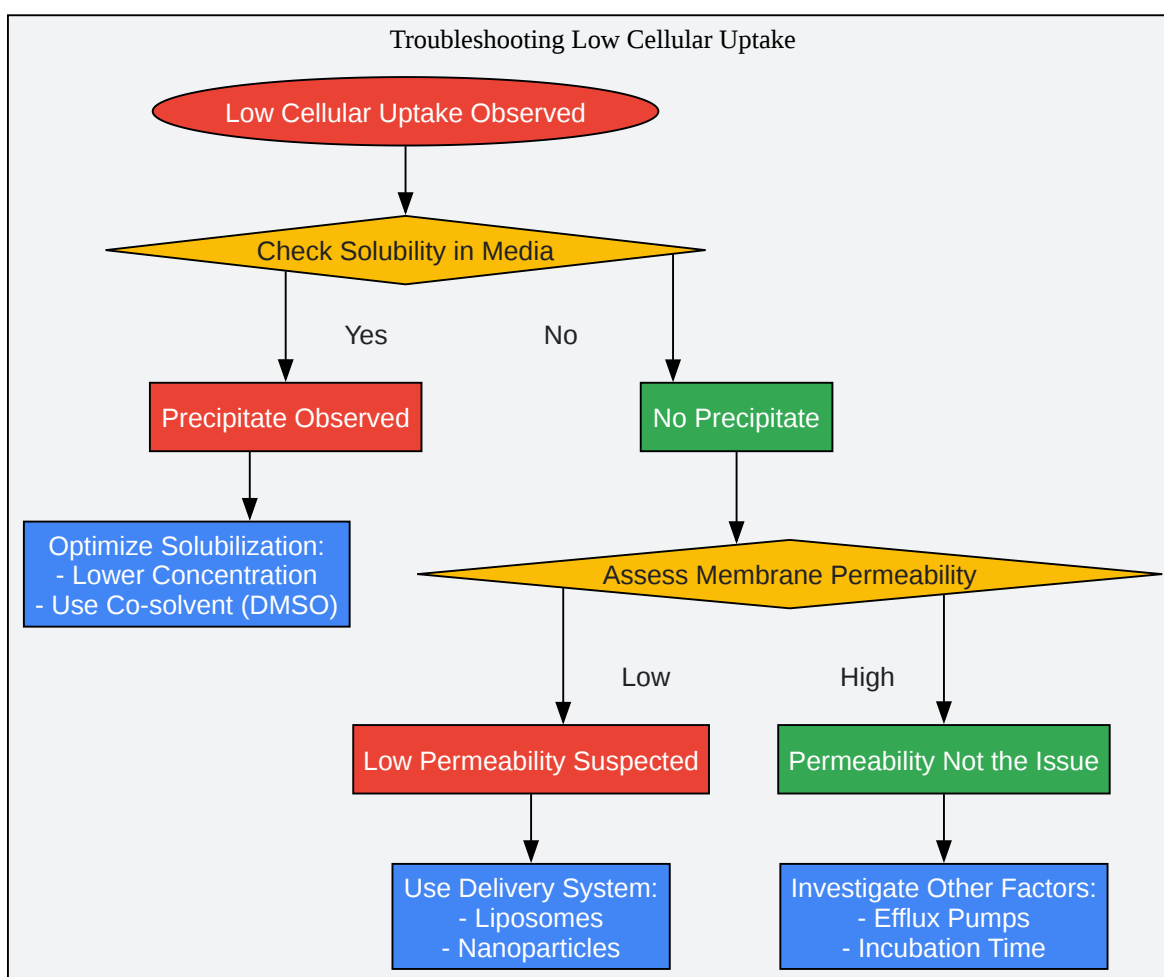 Troubleshooting Low Cellular Uptake
Low Cellular Uptake Observed
Check Solubility in Media
Yes
No
Precipitate Observed
No Precipitate
Optimize Solubilization:
- Lower Concentration
- Use Co-solvent (DMSO)
Assess Membrane Permeability
Low
High
Low Permeability Suspected
Permeability Not the Issue
Use Delivery System:
- Liposomes
- Nanoparticles
Investigate Other Factors:
- Efflux Pumps
- Incubation Time